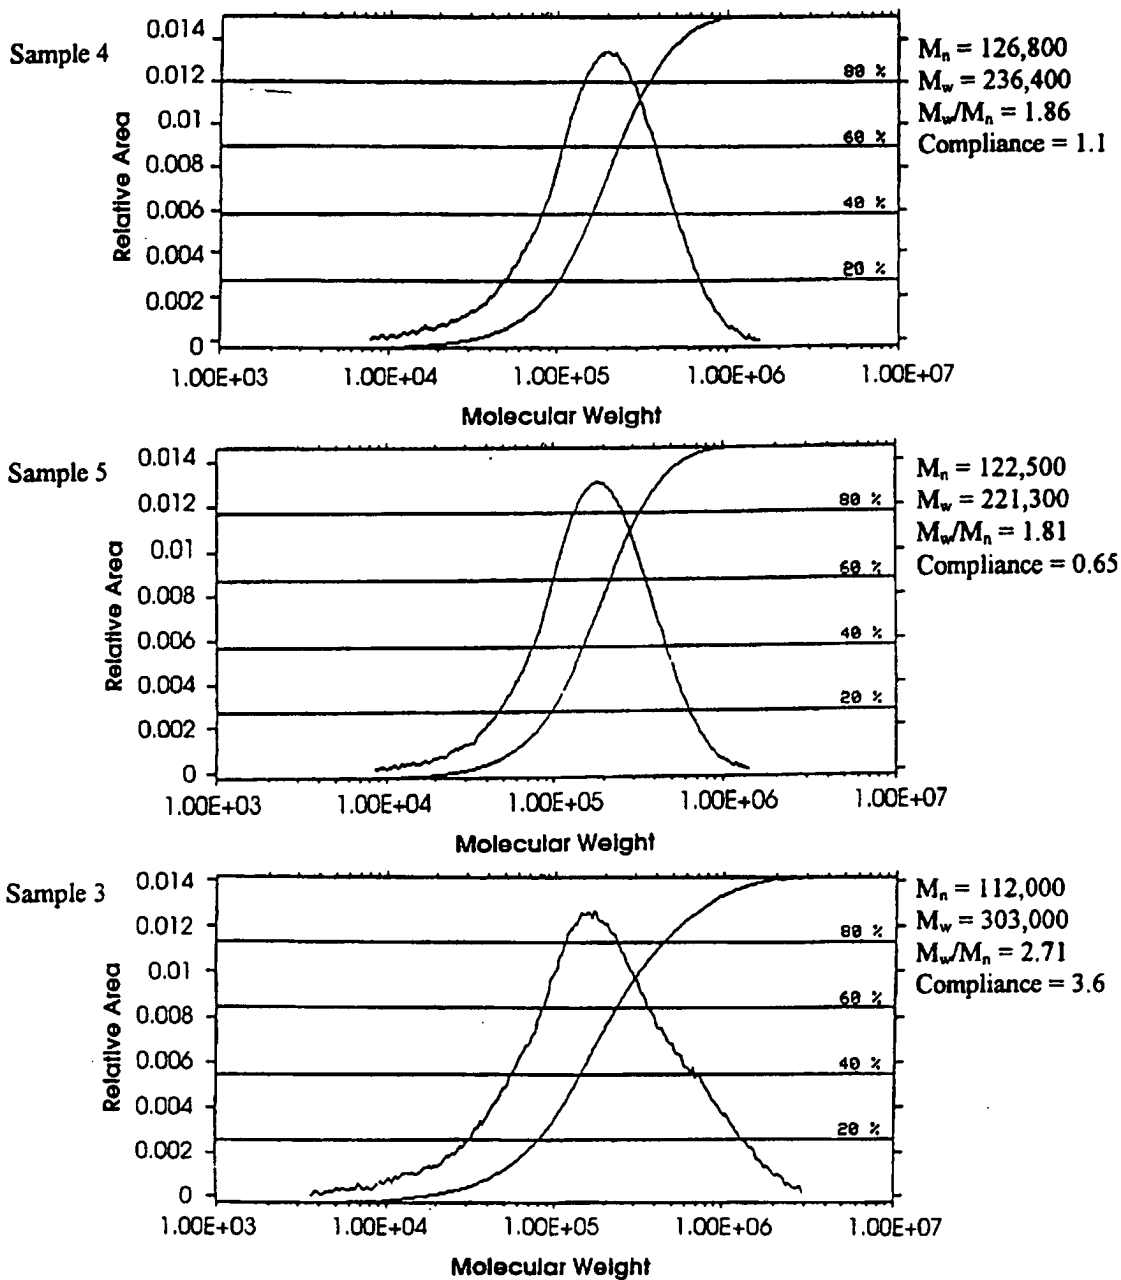 Sample 4
0.014
0.012
0.01
0.008
0.006
0.004
0.002
0
Relative Area
80 %
60 %
40 %
20 %
1.00E+03 1.00E+04 1.00E+05 1.00E+06 1.00E+07
Molecular Weight
Mn = 126,800
Mw = 236,400
Mw/Mn = 1.86
Compliance = 1.1
Sample 5
0.014
0.012
0.01
0.008
0.006
0.004
0.002
0
Relative Area
80 %
60 %
40 %
20 %
1.00E+03 1.00E+04 1.00E+05 1.00E+06 1.00E+07
Molecular Weight
Mn = 122,500
Mw = 221,300
Mw/Mn = 1.81
Compliance = 0.65
Sample 3
0.014
0.012
0.01
0.008
0.006
0.004
0.002
0
Relative Area
80 %
60 %
40 %
20 %
1.00E+03 1.00E+04 1.00E+05 1.00E+06 1.00E+07
Molecular Weight
Mn = 112,000
Mw = 303,000
Mw/Mn = 2.71
Compliance = 3.6